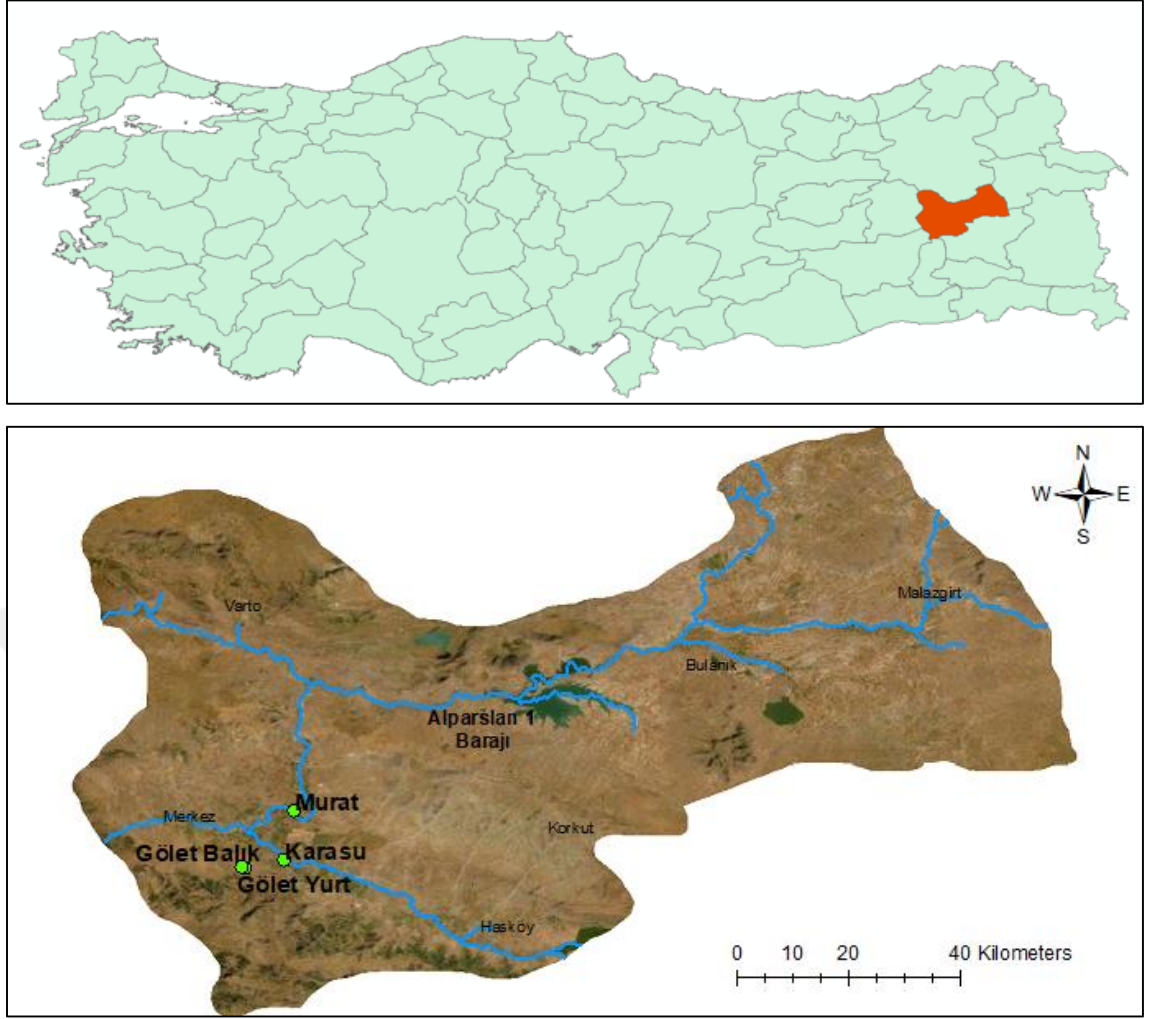 N
W E
S
Varto
Malazgirt
Bulanık
Alparslan 1
Barajı
Murat
Merkez
Korkut
Gölet Balık
Karasu
Gölet Yurt
Hasköy
0 10 20 40 Kilometers